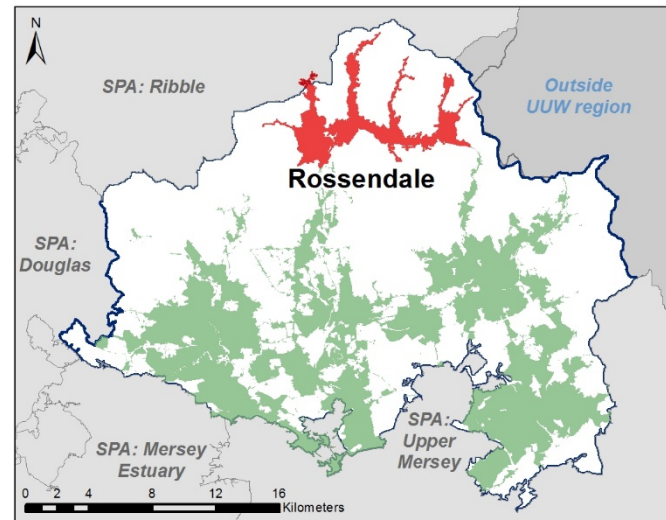 N
SPA: Ribble
Outside
UUW region
Rossendale
SPA:
Douglas
SPA: Mersey
Estuary
SPA:
Upper
Mersey
0 2 4 8 12 16
Kilometers